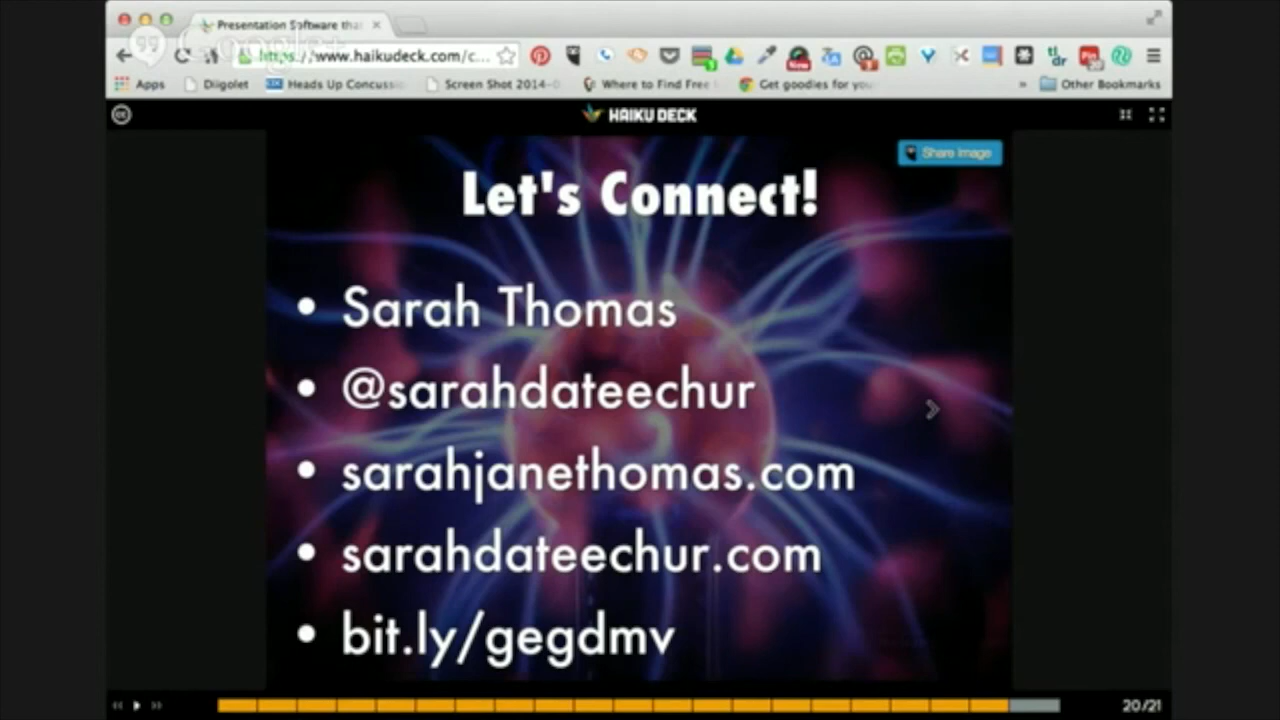 Presentation Software tha
Google+
https://www.haikudeck.com/c...
Apps Diigolet Heads Up Concuss Screen Shot 2014-0 Where to Find Free Get goodies for you » Other Bookmarks
HAIKU DECK
Share Image
Let's Connect!
• Sarah Thomas
• @sarahdateechur
• sarahjanethomas.com
• sarahdateechur.com
• bit.ly/gegdmv
20/21